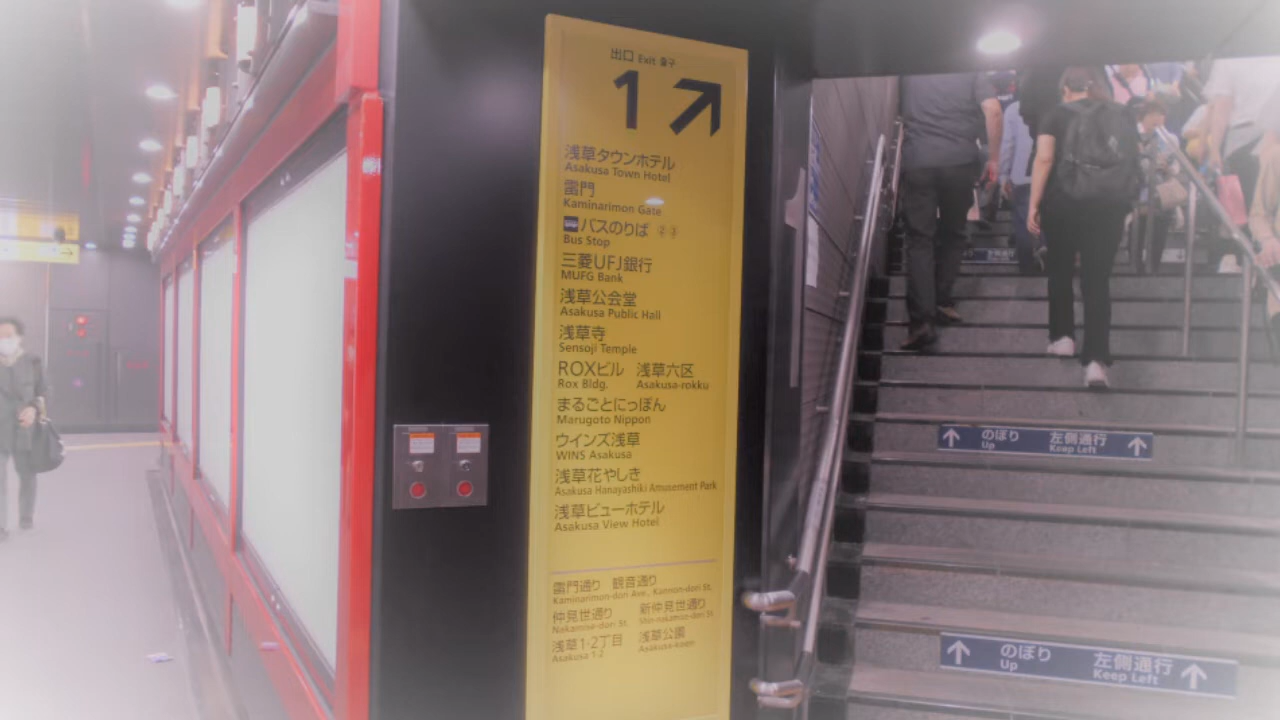 出口 Exit 출구
1
浅草タウンホテル
Asakusa Town Hotel
雷門
Kaminarimon Gate
バスのりば ② ③
Bus Stop
三菱UFJ銀行
MUFG Bank
浅草公会堂
Asakusa Public Hall
浅草寺
Sensoji Temple
ROXビル 浅草六区
Rox Bldg. Asakusa-rokku
まるごとにっぽん
Marugoto Nippon
ウインズ浅草
WINS Asakusa
浅草花やしき
Asakusa Hanayashiki Amusement Park
浅草ビューホテル
Asakusa View Hotel
雷門通り 観音通り
Kaminarimon-dori Ave., Kannon-dori St.
仲見世通り 新仲見世通り
Nakamise-dori St. Shin-nakamise-dori St.
浅草1-2丁目 浅草公園
Asakusa 1-2 Asakusa-koen
左側通行
のぼり 左側通行
Up Keep Left
のぼり 左側通行
Up Keep Left